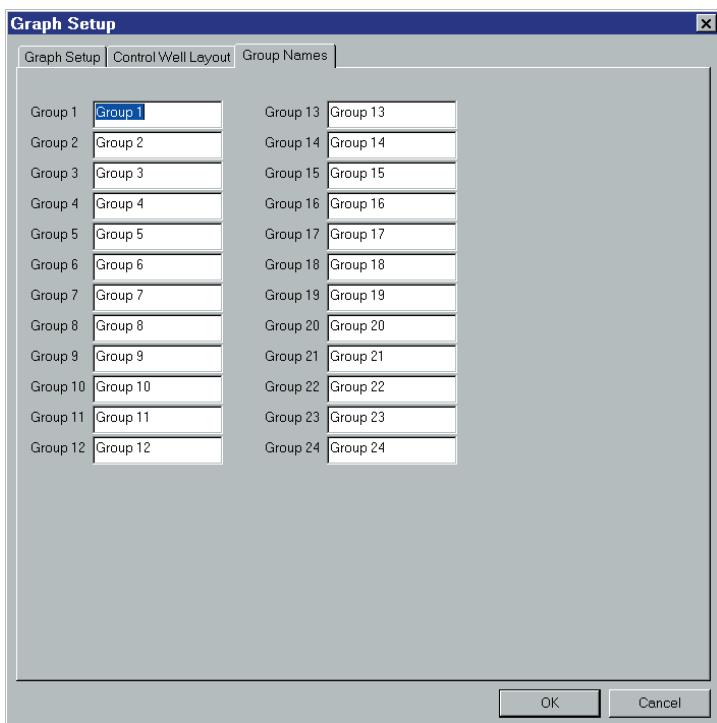 Graph Setup
Graph Setup Control Well Layout Group Names
Group 1 Group 1 Group 13 Group 13
Group 2 Group 2 Group 14 Group 14
Group 3 Group 3 Group 15 Group 15
Group 4 Group 4 Group 16 Group 16
Group 5 Group 5 Group 17 Group 17
Group 6 Group 6 Group 18 Group 18
Group 7 Group 7 Group 19 Group 19
Group 8 Group 8 Group 20 Group 20
Group 9 Group 9 Group 21 Group 21
Group 10 Group 10 Group 22 Group 22
Group 11 Group 11 Group 23 Group 23
Group 12 Group 12 Group 24 Group 24
OK Cancel